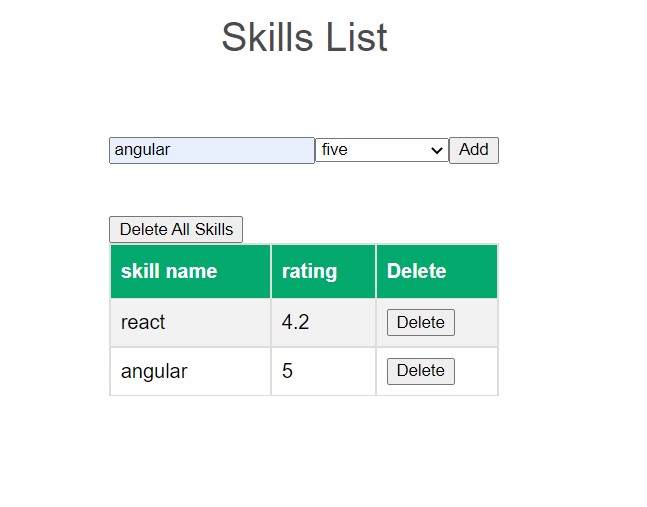 Skills List
angular five Add
Delete All Skills
skill name rating Delete
react 4.2 Delete
angular 5 Delete